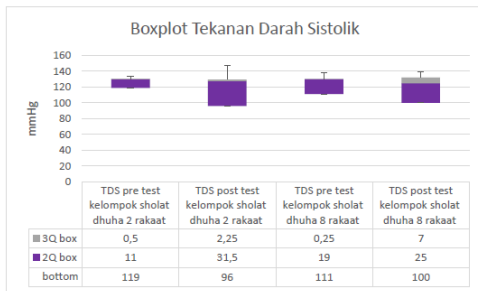 Boxplot Tekanan Darah Sistolik
160
140
120
100
80
60
40
20
0
mmHg
TDS pre test kelompok sholat dhuha 2 rakaat
TDS post test kelompok sholat dhuha 2 rakaat
TDS pre test kelompok sholat dhuha 8 rakaat
TDS post test kelompok sholat dhuha 8 rakaat
3Q box 0,5 2,25 0,25 7
2Q box 11 31,5 19 25
bottom 119 96 111 100